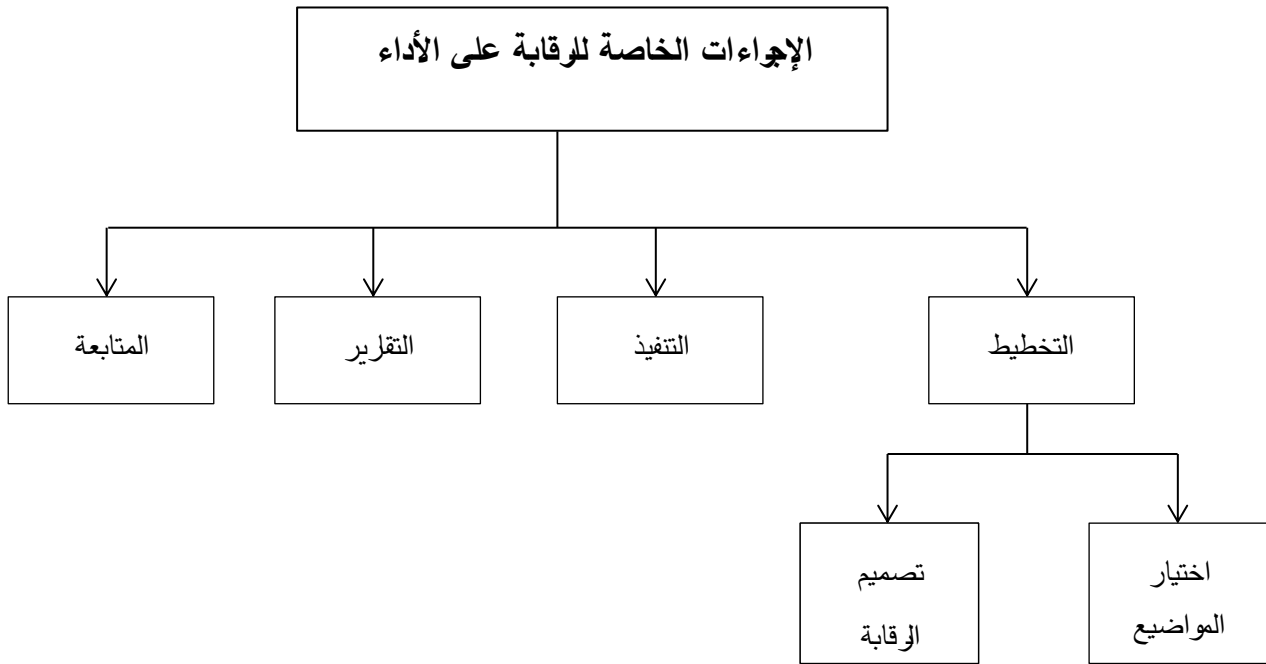 الإجراءات الخاصة للرقابة على الأداء
التخطيط
التنفيذ
التقارير
المتابعة
اختيار
المواضيع
تصميم
الرقابة